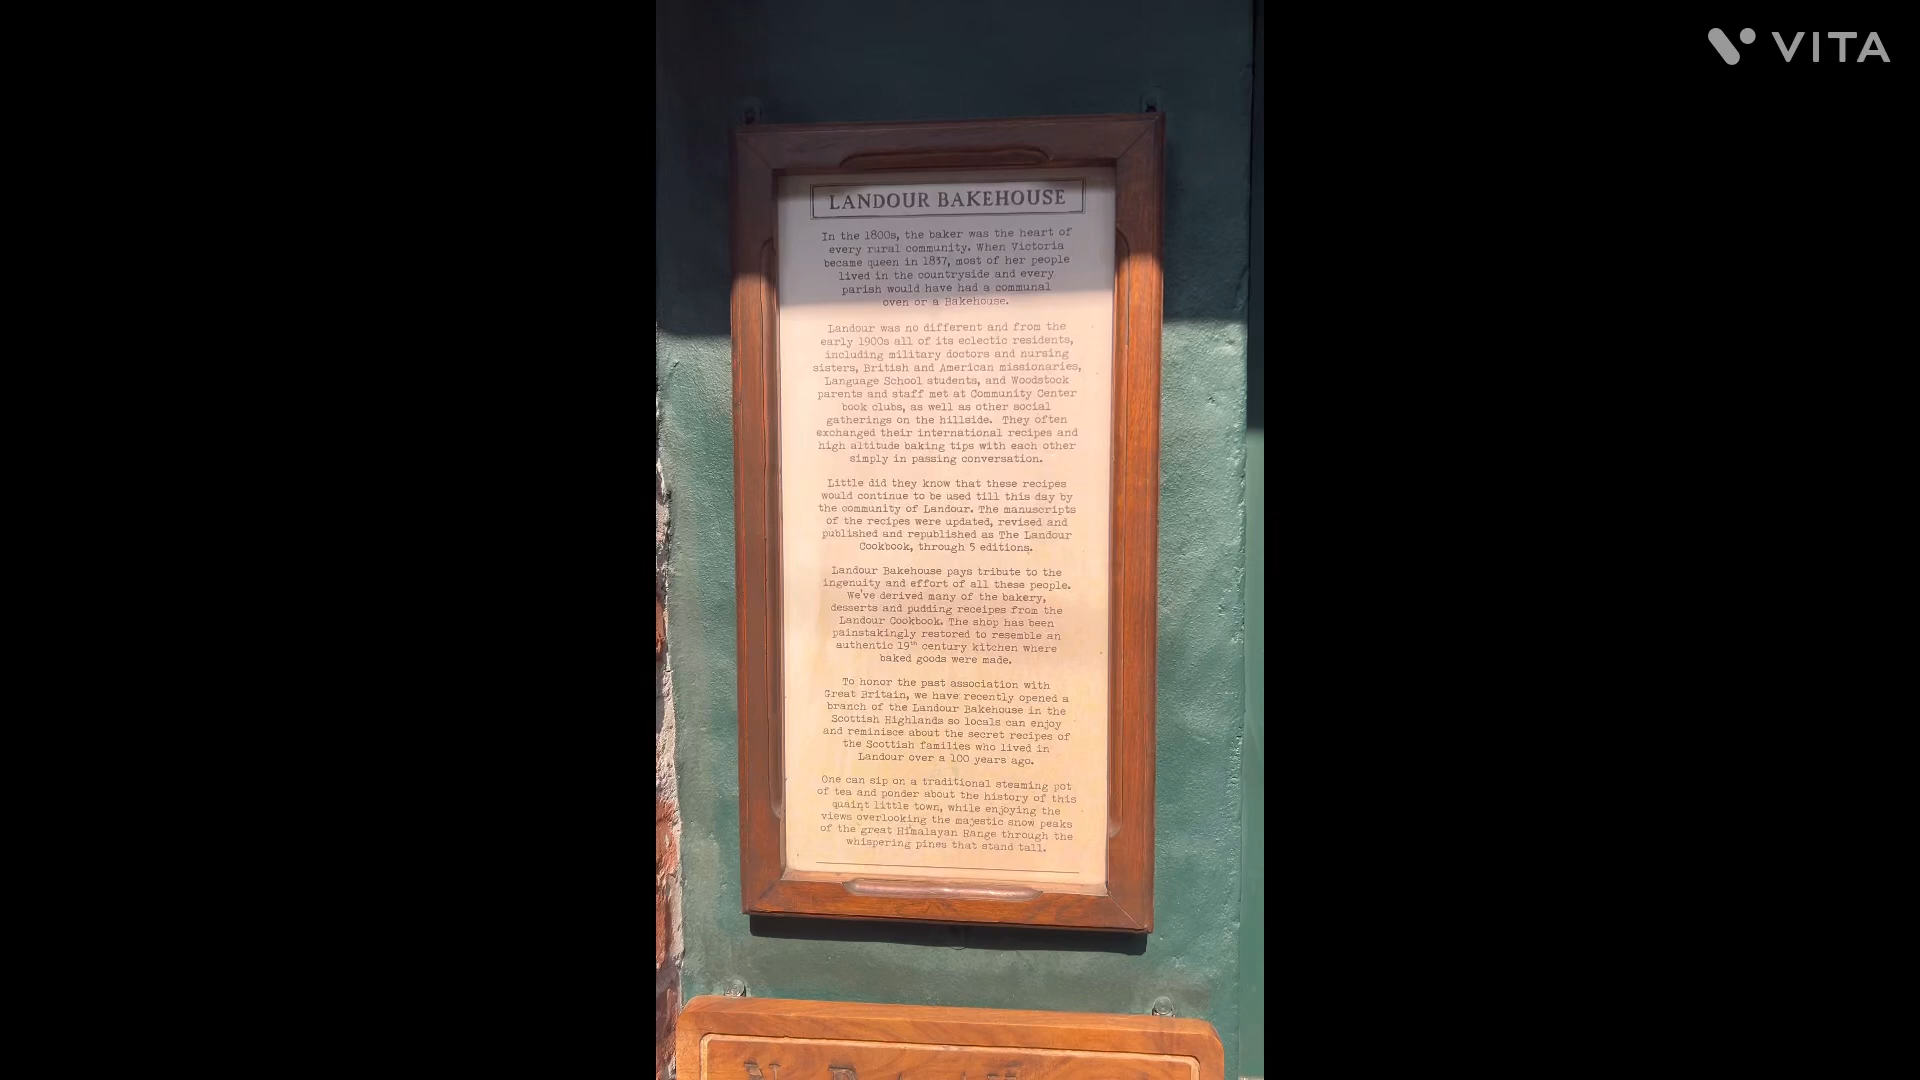 VITA
LANDOUR BAKEHOUSE
In the 1800s, the baker was the heart of
every rural community. When Victoria
became queen in 1837, most of her people
lived in the countryside and every
parish would have had a communal
oven or a Bakehouse.
Landour was no different and from the
early 1900s all of its eclectic residents,
including military doctors and nursing
sisters, British and American missionaries,
Language School students, and Woodstock
parents and staff met at Community Center
book clubs, as well as other social
gatherings on the hillside. They often
exchanged their international recipes and
high altitude baking tips with each other
simply in passing conversation.
Little did they know that these recipes
would continue to be used till this day by
the community of Landour. The manuscripts
of the recipes were updated, revised and
published and republished as The Landour
Cookbook, through 5 editions.
Landour Bakehouse pays tribute to the
ingenuity and effort of all these people.
We've derived many of the bakery,
desserts and pudding receipes from the
Landour Cookbook. The shop has been
painstakingly restored to resemble an
authentic 19th century kitchen where
baked goods were made.
To honor the past association with
Great Britain, we have recently opened a
branch of the Landour Bakehouse in the
Scottish Highlands so locals can enjoy
and reminisce about the secret recipes of
the Scottish families who lived in
Landour over a 100 years ago.
One can sip on a traditional steaming pot
of tea and ponder about the history of this
quaint little town, while enjoying the
views overlooking the majestic snow peaks
of the great Himalayan Range through the
whispering pines that stand tall.